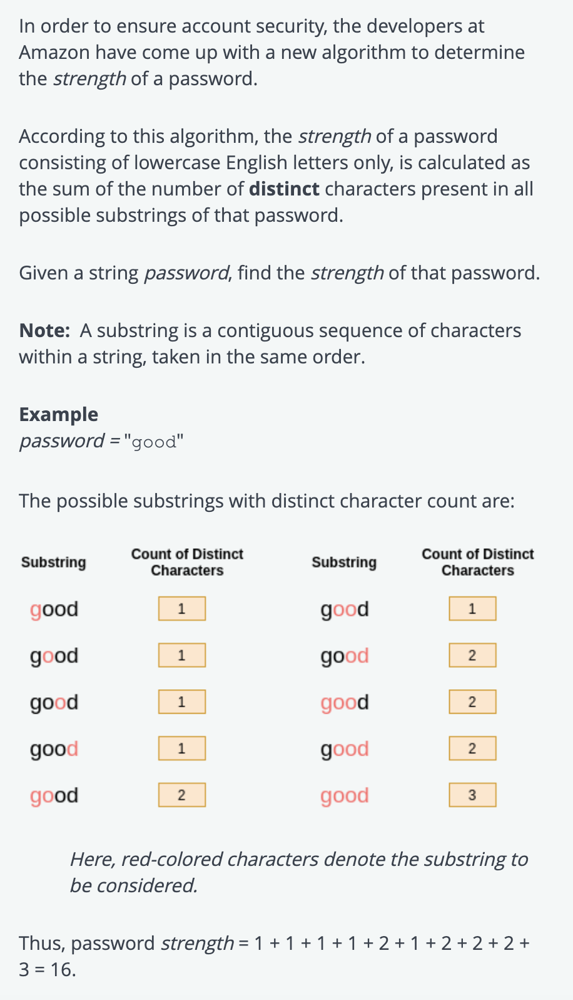 In order to ensure account security, the developers at
Amazon have come up with a new algorithm to determine
the strength of a password.
According to this algorithm, the strength of a password
consisting of lowercase English letters only, is calculated as
the sum of the number of distinct characters present in all
possible substrings of that password.
Given a string password, find the strength of that password.
Note: A substring is a contiguous sequence of characters
within a string, taken in the same order.
Example
password = "good"
The possible substrings with distinct character count are:
Substring Count of Distinct Characters Substring Count of Distinct Characters
good 1 good 1
good 1 good 2
good 1 good 2
good 1 good 2
good 2 good 3
Here, red-colored characters denote the substring to
be considered.
Thus, password strength = 1 + 1 + 1 + 1 + 2 + 1 + 2 + 2 + 2 +
3 = 16.